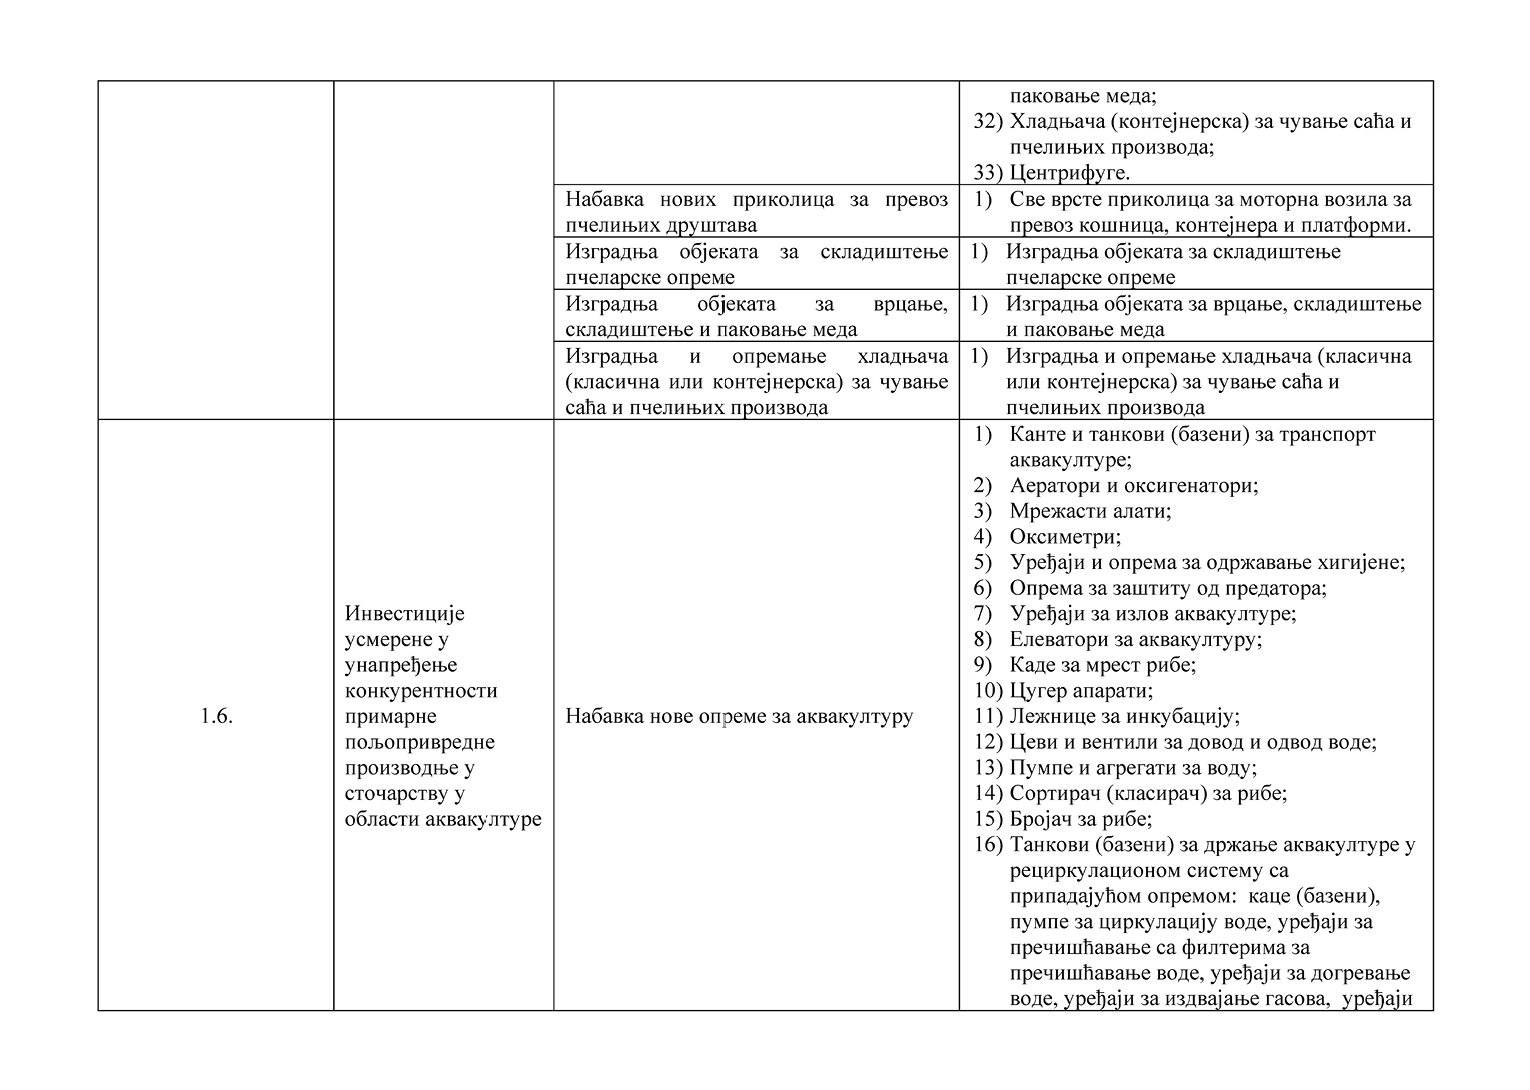 паковање меда;
32) Хладњача (контејнерска) за чување саћа и
пчелињих производа;
33) Центрифуге.
Набавка нових приколица за превоз
пчелињих друштава
1) Све врсте приколица за моторна возила за
превоз кошница, контејнера и платформи.
Изградња објеката за складиштење
пчеларске опреме
1) Изградња објеката за складиштење
пчеларске опреме
Изградња објеката за врцање,
складиштење и паковање меда
1) Изградња објеката за врцање, складиштење
и паковање меда
Изградња и опремање хладњача
(класична или контејнерска) за чување
саћа и пчелињих производа
1) Изградња и опремање хладњача (класична
или контејнерска) за чување саћа и
пчелињих производа
1.6.
Инвестиције
усмерене у
унапређење
конкурентности
примарне
пољопривредне
производње у
сточарству у
области аквакултуре
Набавка нове опреме за аквакултуру
1) Канте и танкови (базени) за транспорт
аквакултуре;
2) Аератори и оксигенатори;
3) Мрежасти алати;
4) Оксиметри;
5) Уређаји и опрема за одржавање хигијене;
6) Опрема за заштиту од предатора;
7) Уређаји за излов аквакултуре;
8) Елеватори за аквакултуру;
9) Каде за мрест рибе;
10) Цугер апарати;
11) Лежнице за инкубацију;
12) Цеви и вентили за довод и одвод воде;
13) Пумпе и агрегати за воду;
14) Сортирач (класирач) за рибе;
15) Бројач за рибе;
16) Танкови (базени) за држање аквакултуре у
рециркулационом систему са
припадајућом опремом: каце (базени),
пумпе за циркулацију воде, уређаји за
пречишћавање са филтерима за
пречишћавање воде, уређаји за догревање
воде, уређаји за издвајање гасова, уређаји